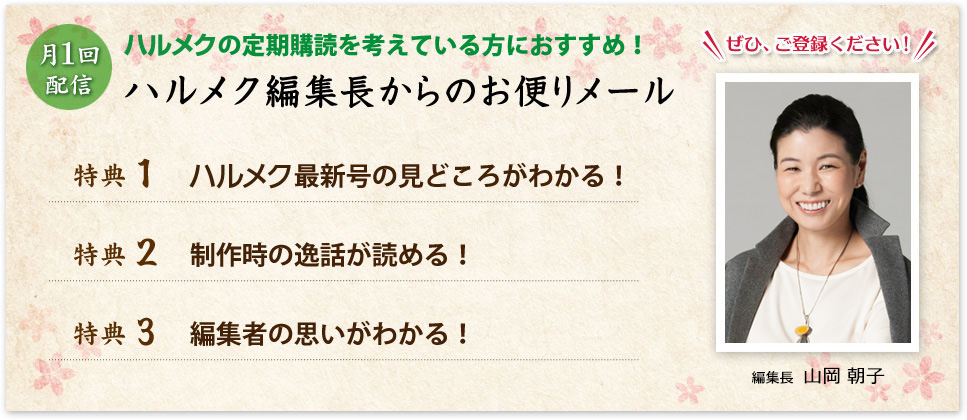 月1回
配信
ハルメクの定期購読を考えている方におすすめ！
ハルメク編集長からのお便りメール
ぜひ、ご登録ください！
特典 1 ハルメク最新号の見どころがわかる！
特典 2 制作時の逸話が読める！
特典 3 編集者の思いがわかる！
編集長 山岡 朝子